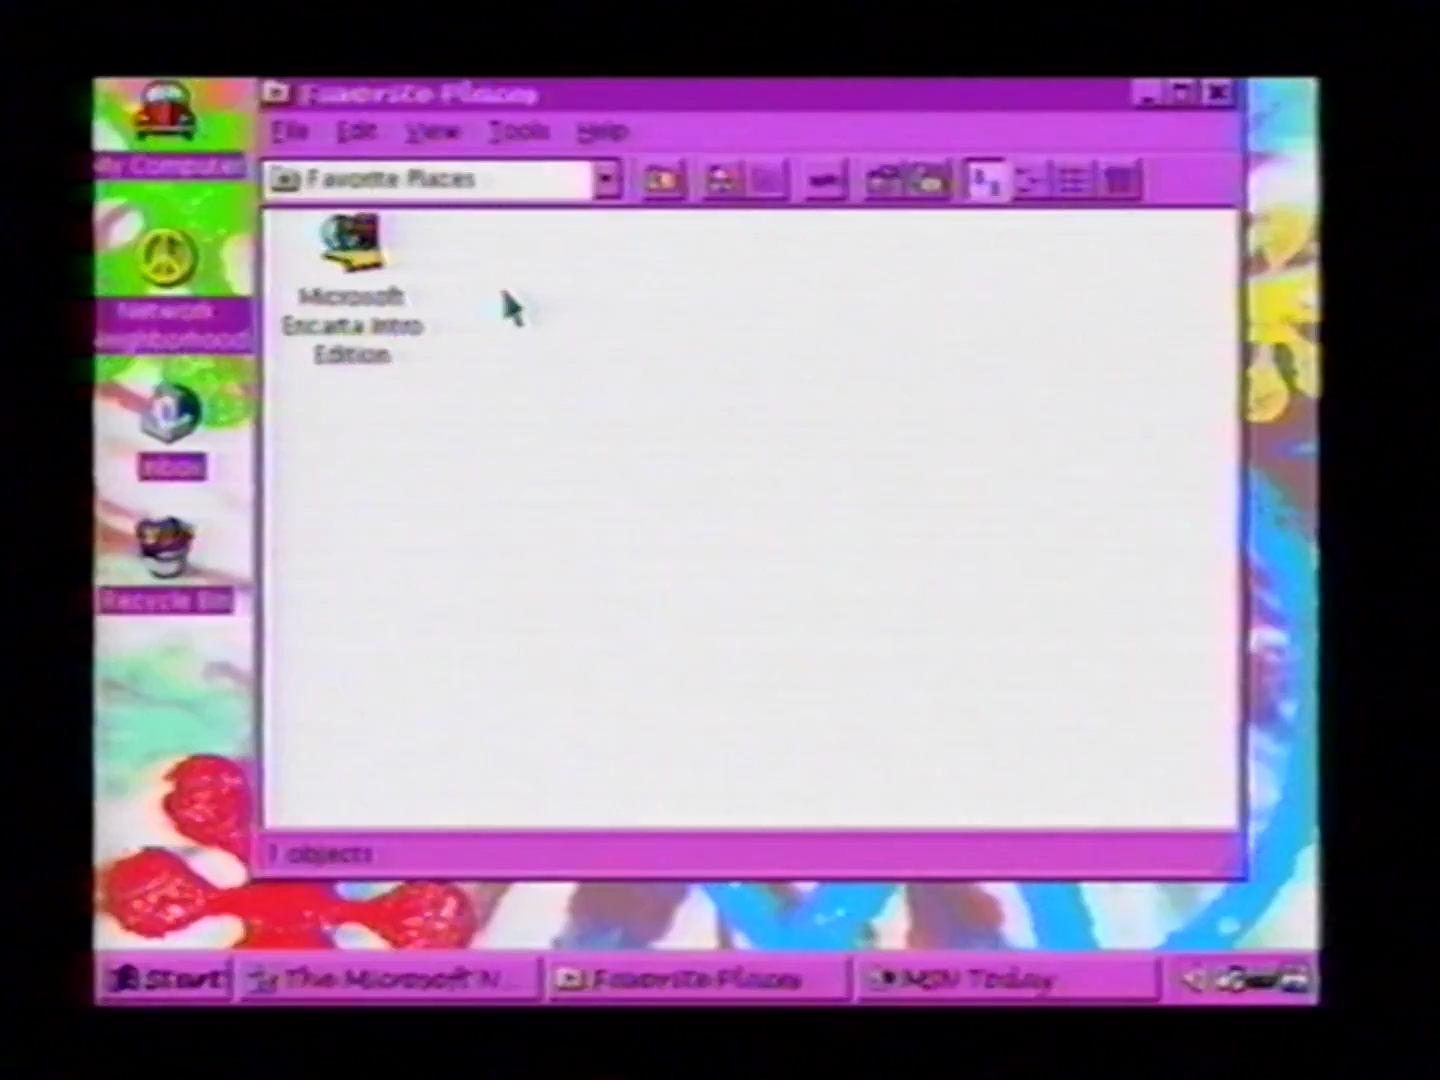 My Computer
Network
Neighborhood
Inbox
Recycle Bin
Favorite Places
File Edit View Tools Help
Favorite Places
Microsoft
Encarta Intro
Edition
1 objects
Start
The Microsoft N...
Favorite Places
MSN Today